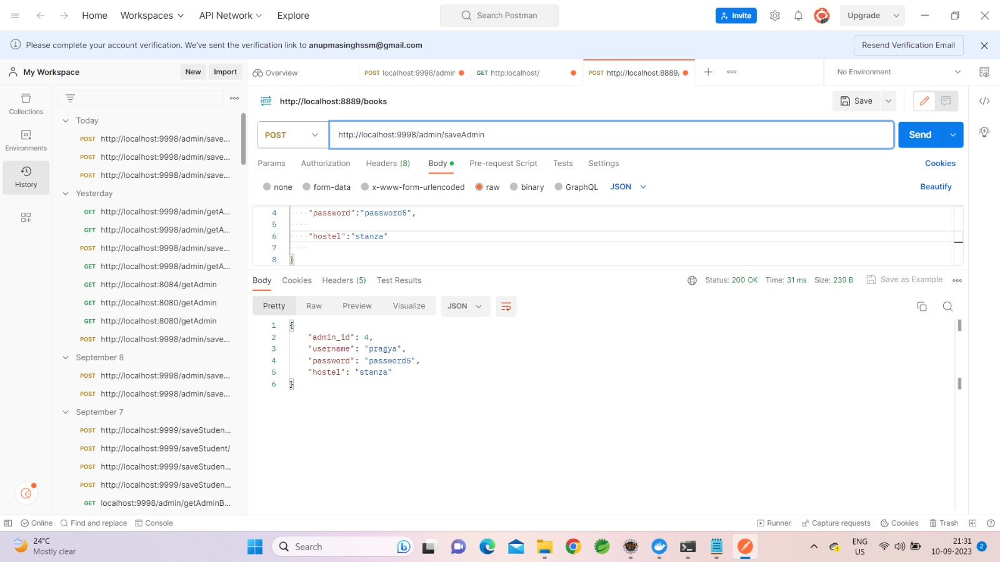 Home Workspaces API Network Explore Search Postman Invite Upgrade
Please complete your account verification. We've sent the verification link to anupmasinghssm@gmail.com Resend Verification Email
My Workspace New Import
Overview POST localhost:9998/admin GET http:localhost/ POST http://localhost:8889/ No Environment
Collections
Environments
History
Today
POST http://localhost:9998/admin/save...
POST http://localhost:9998/admin/save...
POST http://localhost:9998/admin/save...
Yesterday
GET http://localhost:9998/admin/getA...
GET http://localhost:9998/admin/getA...
POST http://localhost:9998/admin/save...
GET http://localhost:9998/admin/getA...
GET http://localhost:8084/getAdmin
GET http://localhost:8080/getAdmin
GET http://localhost:8080/getAdmin
POST http://localhost:9998/admin/save...
September 8
POST http://localhost:9998/admin/save...
POST http://localhost:9998/admin/save...
September 7
POST http://localhost:9999/saveStuden...
POST http://localhost:9999/saveStudent/
POST http://localhost:9999/saveStuden...
POST http://localhost:9999/saveStuden...
GET localhost:9998/admin/getAdminB...
HTTP http://localhost:8889/books Save
POST http://localhost:9998/admin/saveAdmin Send
Params Authorization Headers (8) Body Pre-request Script Tests Settings Cookies
none form-data x-www-form-urlencoded raw binary GraphQL JSON Beautify
4 "password":"password5",
5
6 "hostel":"stanza"
7
8 }
Body Cookies Headers (5) Test Results Status: 200 OK Time: 31 ms Size: 239 B Save as Example
Pretty Raw Preview Visualize JSON
1 {
2 "admin_id": 4,
3 "username": "pragya",
4 "password": "password5",
5 "hostel": "stanza"
6 }
Online Find and replace Console Runner Capture requests Cookies Trash
24°C
Mostly clear
Search
ENG
US
21:31
10-09-2023
2